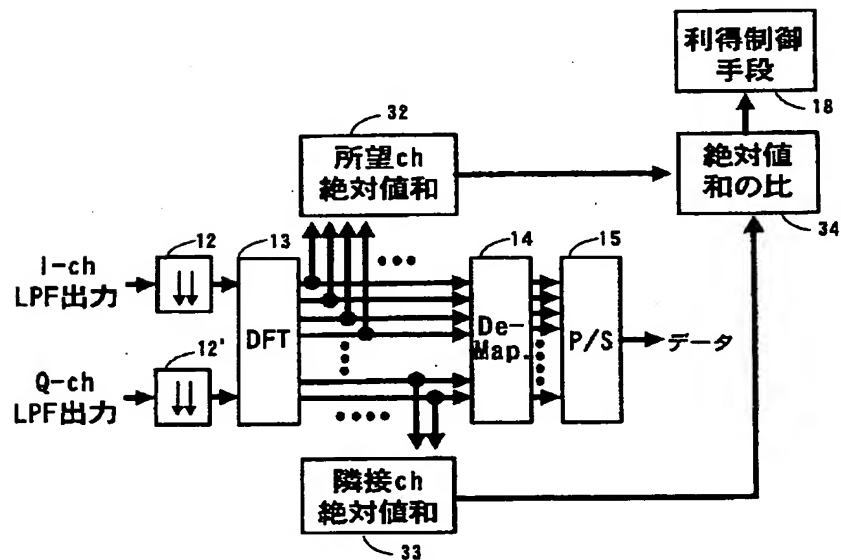 利得制御
手段
18
32
所望ch
絶対値和
絶対値
和の比
34
12
13
14
15
I-ch
LPF出力
DFT
De-
Map.
P/S
データ
12'
Q-ch
LPF出力
隣接ch
絶対値和
33